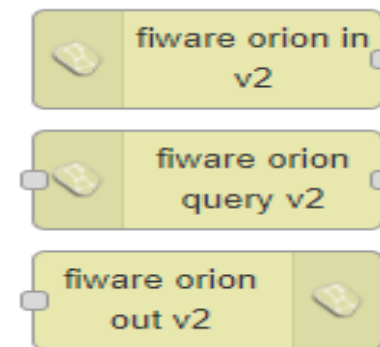 fiware orion in
v2
fiware orion
query v2
fiware orion
out v2